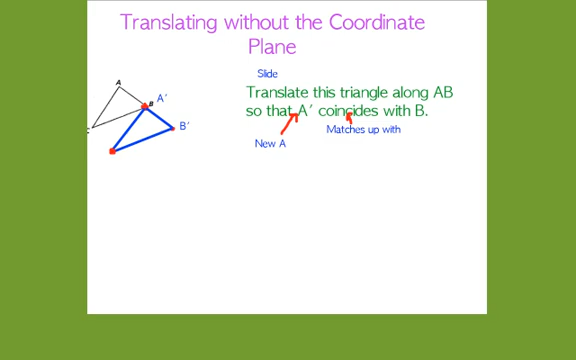 Translating without the Coordinate
Plane
Slide
Translate this triangle along AB
so that A′ coincides with B.
New A
Matches up with
A
B
A′
B′
C